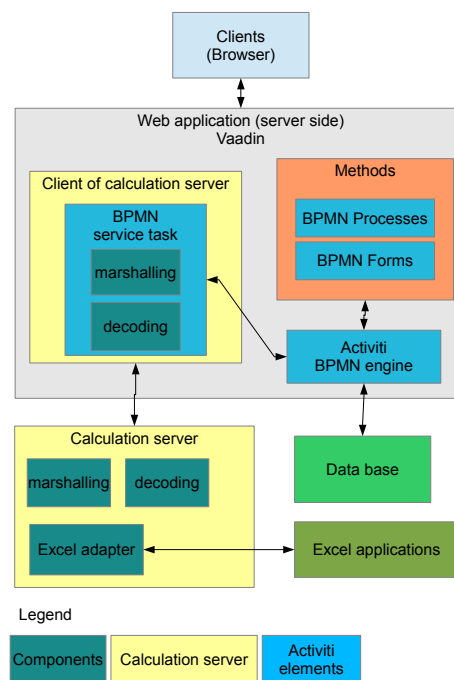 Clients
(Browser)
Web application (server side)
Vaadin
Client of calculation server
BPMN
service task
marshalling
decoding
Methods
BPMN Processes
BPMN Forms
Activiti
BPMN engine
Calculation server
marshalling
decoding
Excel adapter
Data base
Excel applications
Legend
Components
Calculation server
Activiti
elements